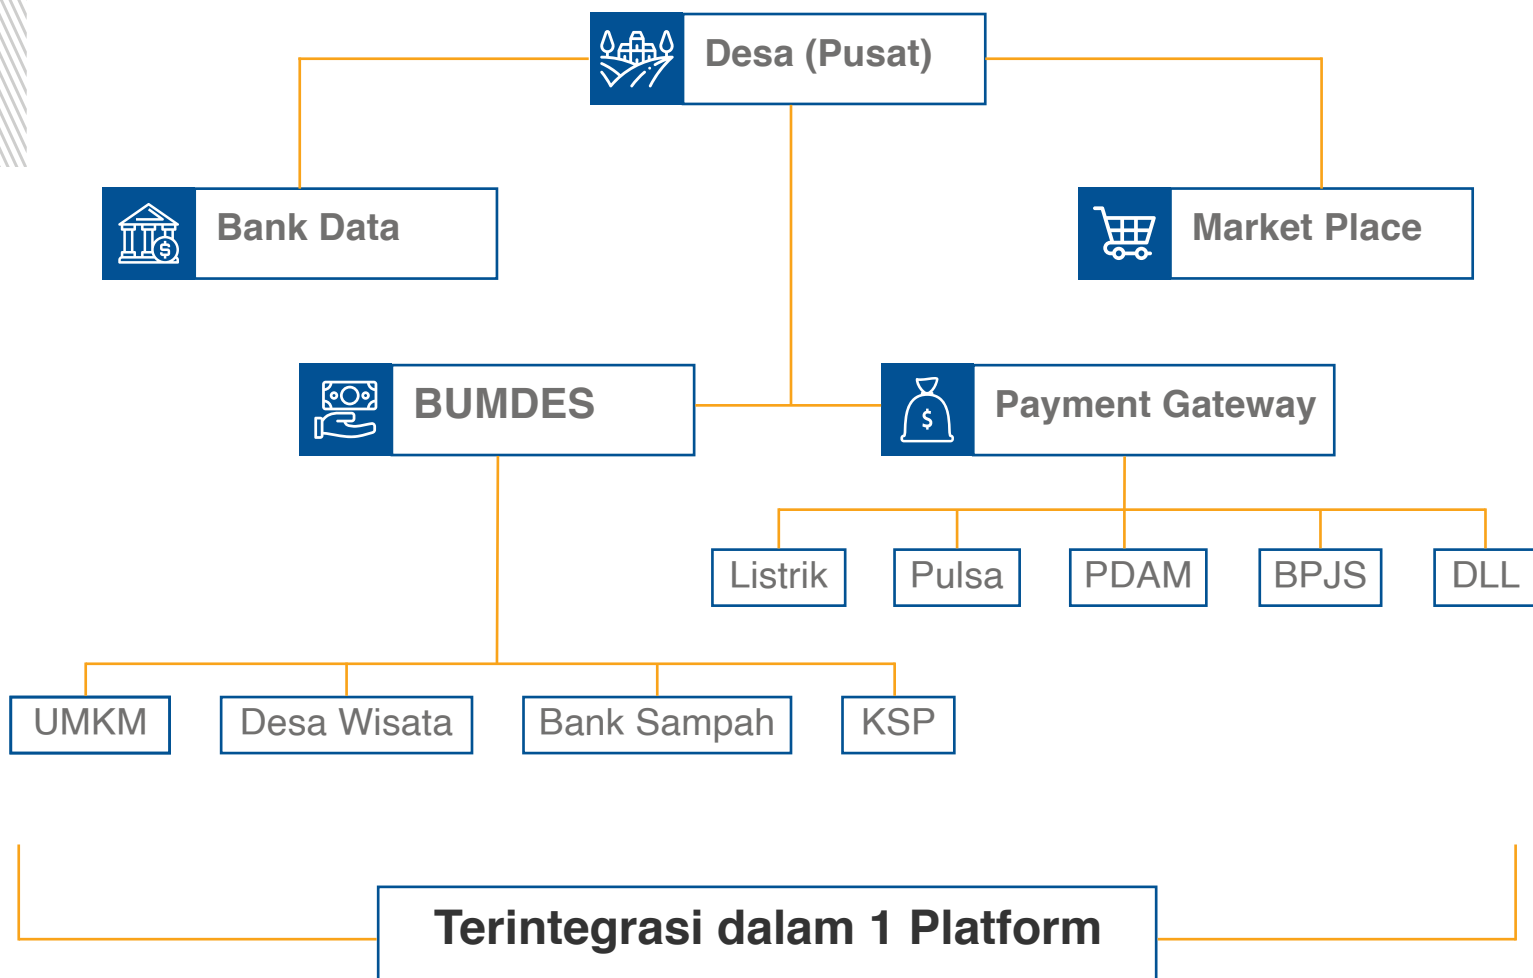 Desa (Pusat)
Bank Data
Market Place
BUMDES
Payment Gateway
Listrik
Pulsa
PDAM
BPJS
DLL
UMKM
Desa Wisata
Bank Sampah
KSP
Terintegrasi dalam 1 Platform